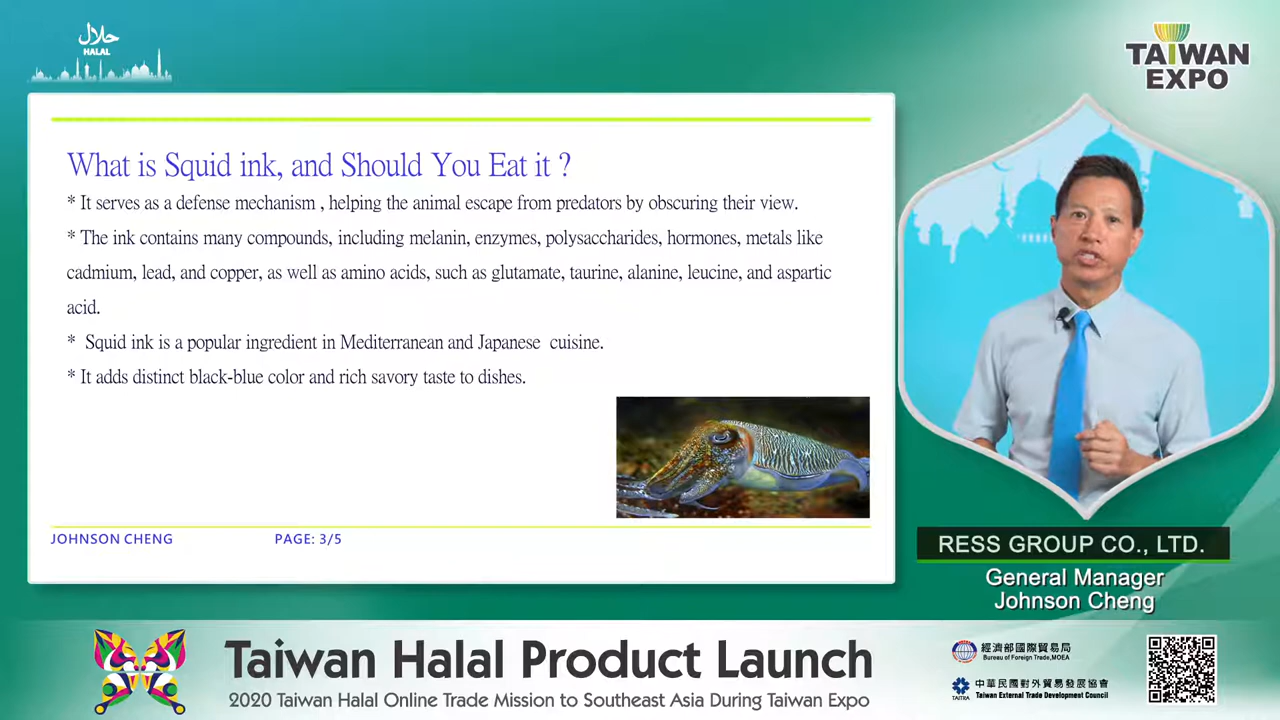 حلال
HALAL
TAIWAN
EXPO
What is Squid ink, and Should You Eat it ?
* It serves as a defense mechanism , helping the animal escape from predators by obscuring their view.
* The ink contains many compounds, including melanin, enzymes, polysaccharides, hormones, metals like
cadmium, lead, and copper, as well as amino acids, such as glutamate, taurine, alanine, leucine, and aspartic
acid.
* Squid ink is a popular ingredient in Mediterranean and Japanese cuisine.
* It adds distinct black-blue color and rich savory taste to dishes.
JOHNSON CHENG PAGE: 3/5
RESS GROUP CO., LTD.
General Manager
Johnson Cheng
Taiwan Halal Product Launch
2020 Taiwan Halal Online Trade Mission to Southeast Asia During Taiwan Expo
經濟部國際貿易局
Bureau of Foreign Trade,MOEA
中華民國對外貿易發展協會
TAITRA
Taiwan External Trade Development Council